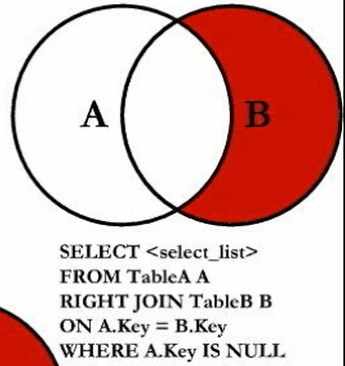 A B
SELECT <select_list>
FROM TableA A
RIGHT JOIN TableB B
ON A.Key = B.Key
WHERE A.Key IS NULL